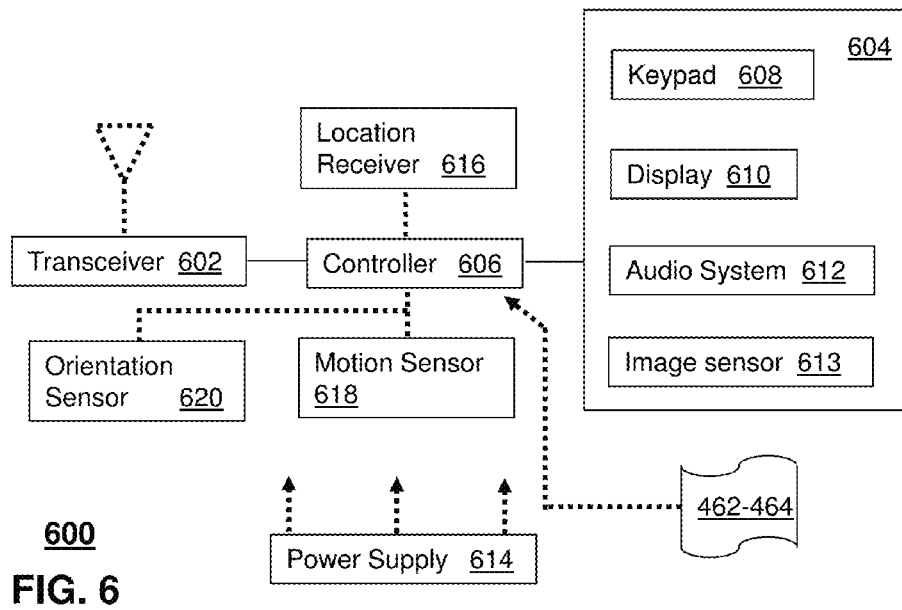 604
Keypad 608
Location
Receiver 616
Display 610
Transceiver 602
Controller 606
Audio System 612
Orientation
Sensor 620
Motion Sensor
618
Image sensor 613
462-464
600
Power Supply 614
FIG. 6